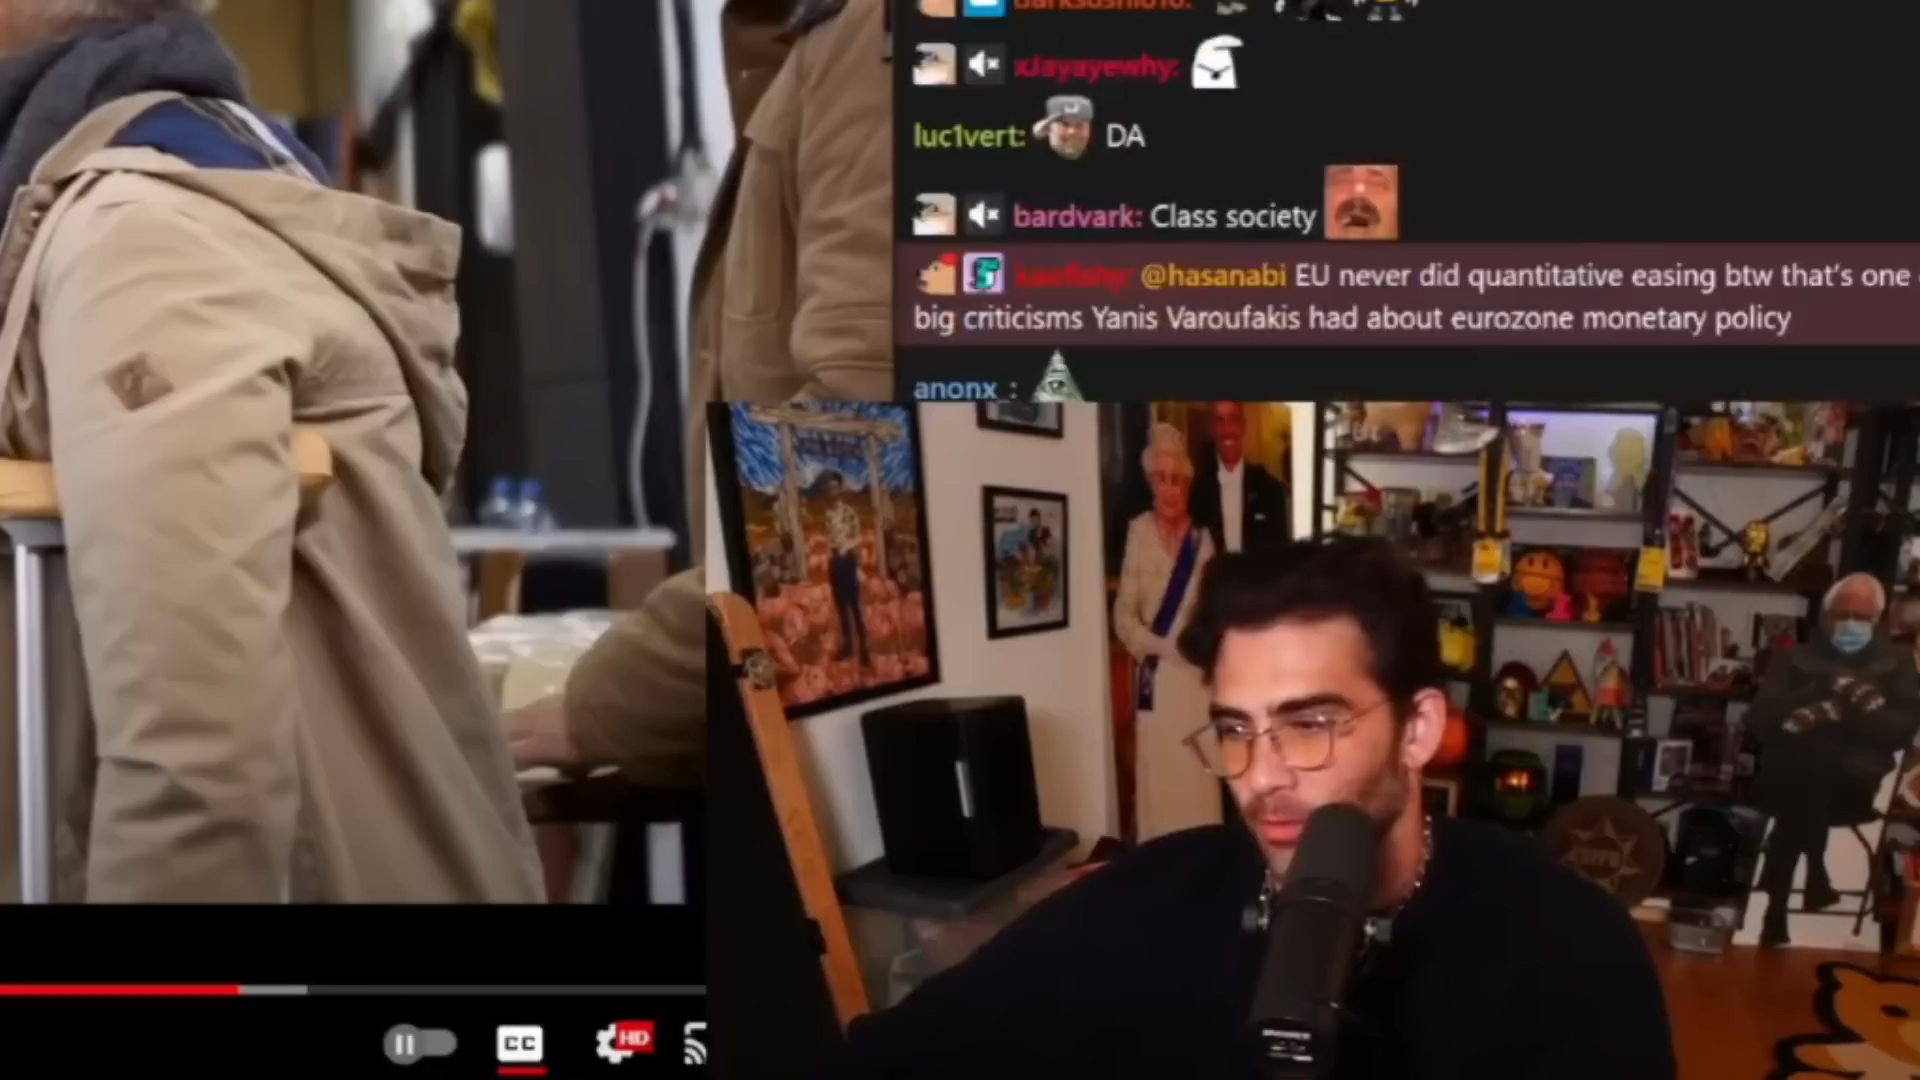 xJayayewhy:
luc1vert: DA
bardvark: Class society
@hasanabi EU never did quantitative easing btw that's one
big criticisms Yanis Varoufakis had about eurozone monetary policy
anonx :
CC
HD